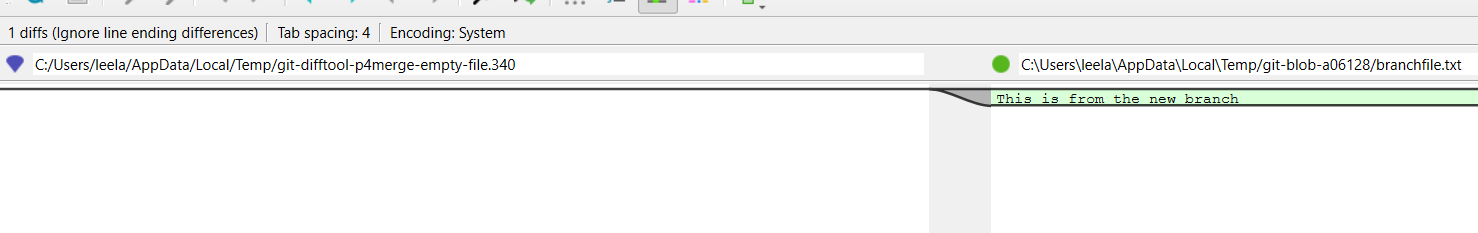 1 diffs (Ignore line ending differences) Tab spacing: 4 Encoding: System
C:/Users/leela/AppData/Local/Temp/git-difftool-p4merge-empty-file.340 C:\Users\leela\AppData\Local\Temp/git-blob-a06128/branchfile.txt
This is from the new branch